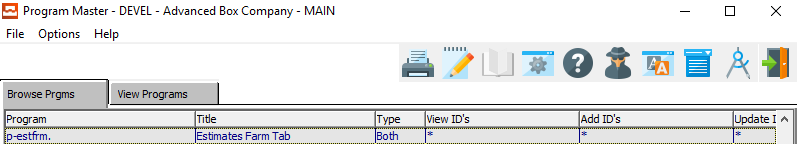 Program Master - DEVEL - Advanced Box Company - MAIN
File Options Help
Browse Prgms View Programs
Program Title Type View ID's Add ID's Update I
p-estfrm. Estimates Farm Tab Both * * *